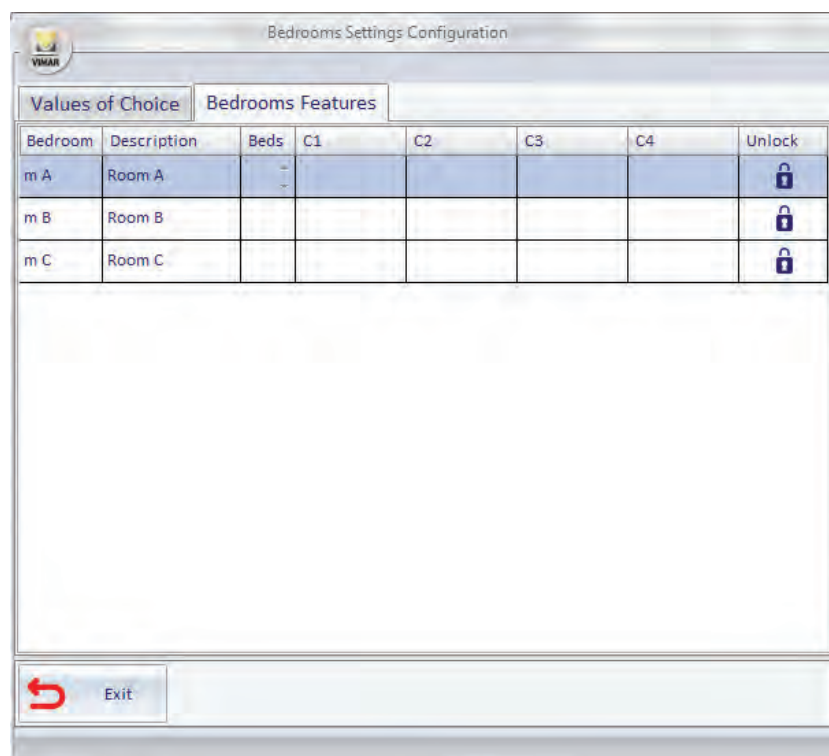 Bedrooms Settings Configuration
VIMAR
Values of Choice Bedrooms Features
Bedroom Description Beds C1 C2 C3 C4 Unlock
m A Room A
m B Room B
m C Room C
Exit